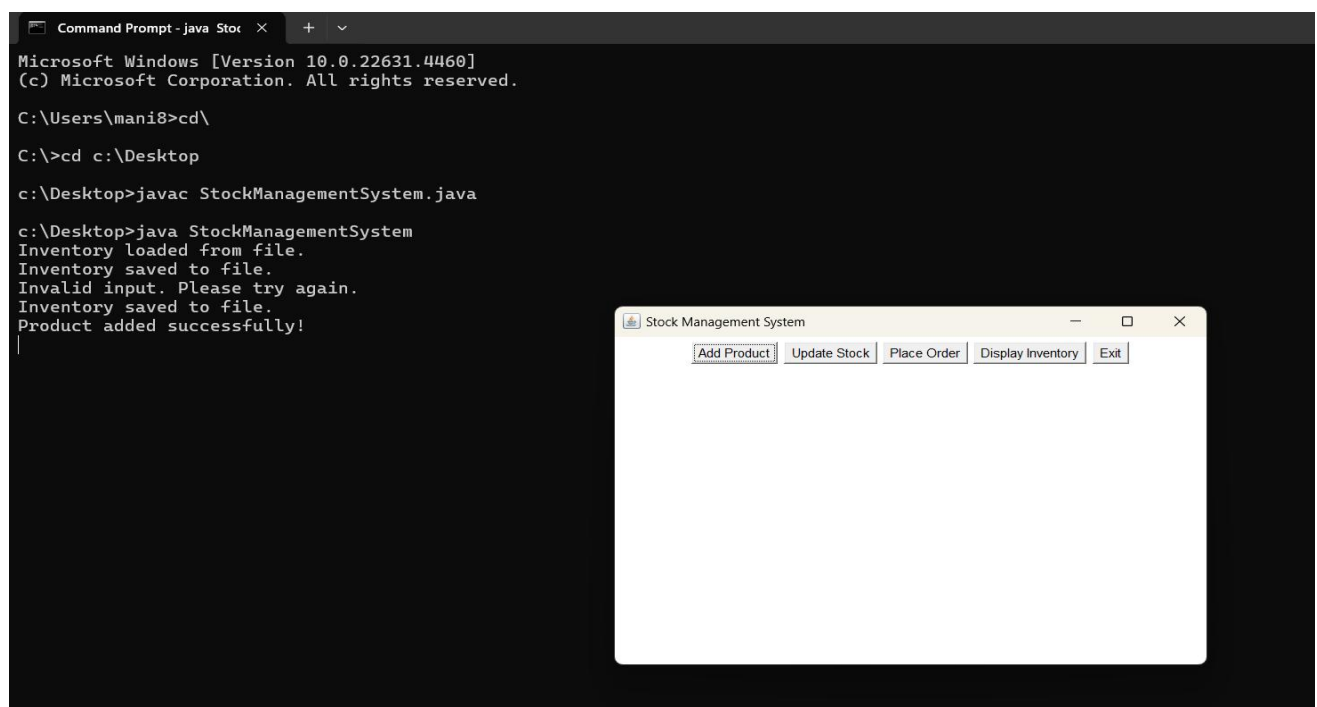 Command Prompt - java Stoc
Microsoft Windows [Version 10.0.22631.4460]
(c) Microsoft Corporation. All rights reserved.
C:\Users\mani8>cd\
C:\>cd c:\Desktop
c:\Desktop>javac StockManagementSystem.java
c:\Desktop>java StockManagementSystem
Inventory loaded from file.
Inventory saved to file.
Invalid input. Please try again.
Inventory saved to file.
Product added successfully!
Stock Management System
Add Product Update Stock Place Order Display Inventory Exit